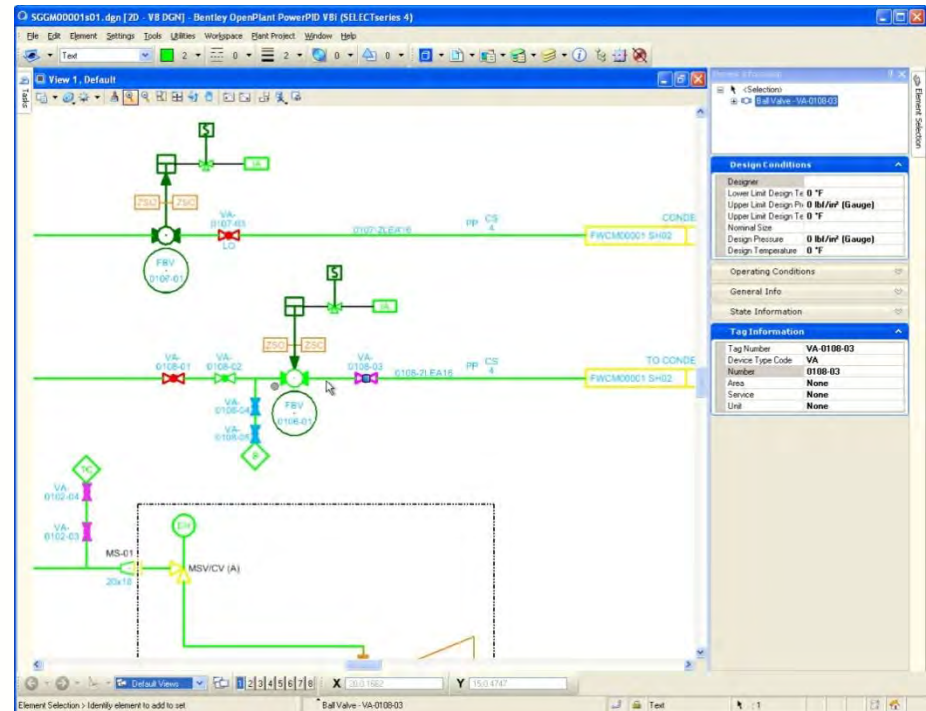 SGGM00001s01.dgn [2D - V8 DGN] - Bentley OpenPlant PowerPID V8i (SELECTseries 4)
File Edit Element Settings Tools Utilities Workspace Plant Project Window Help
Text 2 0 2 0 0
View 1, Default
Tasks
<Selection>
Ball Valve - VA-0108-03
Element Selection
Design Conditions
Designer
Lower Limit Design Te 0 °F
Upper Limit Design Pr 0 lbf/in² (Gauge)
Upper Limit Design Te 0 °F
Nominal Size
Design Pressure 0 lbf/in² (Gauge)
Design Temperature 0 °F
Operating Conditions
General Info
State Information
Tag Information
Tag Number VA-0108-03
Device Type Code VA
Number 0108-03
Area None
Service None
Unit None
S
IA
ZSO ZSC
VA-
0107-03
LO
0107-2LEA16
PP CS
4
CONDE
FWCM00001 SH02
FBV
-
0107-01
S
IA
ZSO ZSC
VA-
0108-01
VA-
0108-02
VA-
0108-03
0108-2LEA16
PP CS
4
TO CONDE
FWCM00001 SH02
VA-
0108-04
FBV
-
0108-01
VA-
0108-05
TC
VA-
0102-04
VA-
0102-03
MS-01
20x18
MSV/CV (A)
Default Views 1 2 3 4 5 6 7 8 X Y
Element Selection > Identify element to add to set
Ball Valve - VA-0108-03
Text
: 1